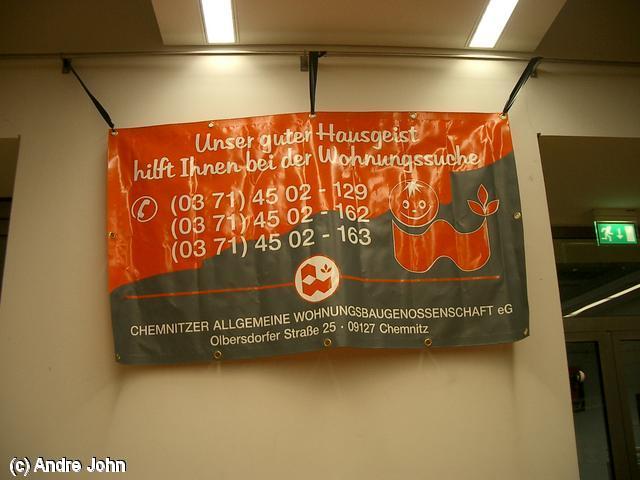 Unser guter Hausgeist
hilft Ihnen bei der Wohnungssuche
(03 71) 45 02 - 129
(03 71) 45 02 - 162
(03 71) 45 02 - 163
CHEMNITZER ALLGEMEINE WOHNUNGSBAUGENOSSENSCHAFT eG
Olbersdorfer Straße 25 · 09127 Chemnitz
(c) Andre John